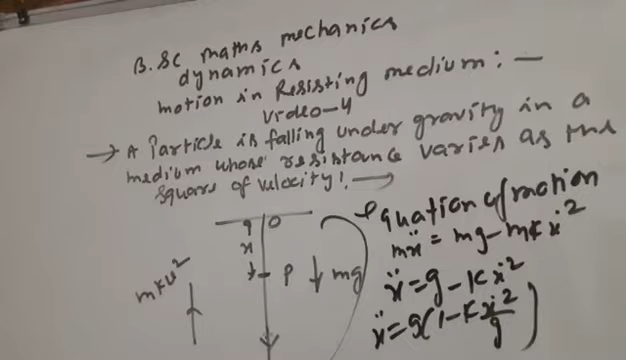 B.Sc maths mechanics
dynamics
motion in Resisting medium: —
Video-4
→ A Particle is falling under gravity in a
medium whose resistance varies as the
square of velocity!. →
Equation of motion
mẍ = mg - mkẋ²
ẍ = g - kẋ²
ẍ = g(1 - kẋ²/g)
O
x
P ↓ mg
mkv² ↑